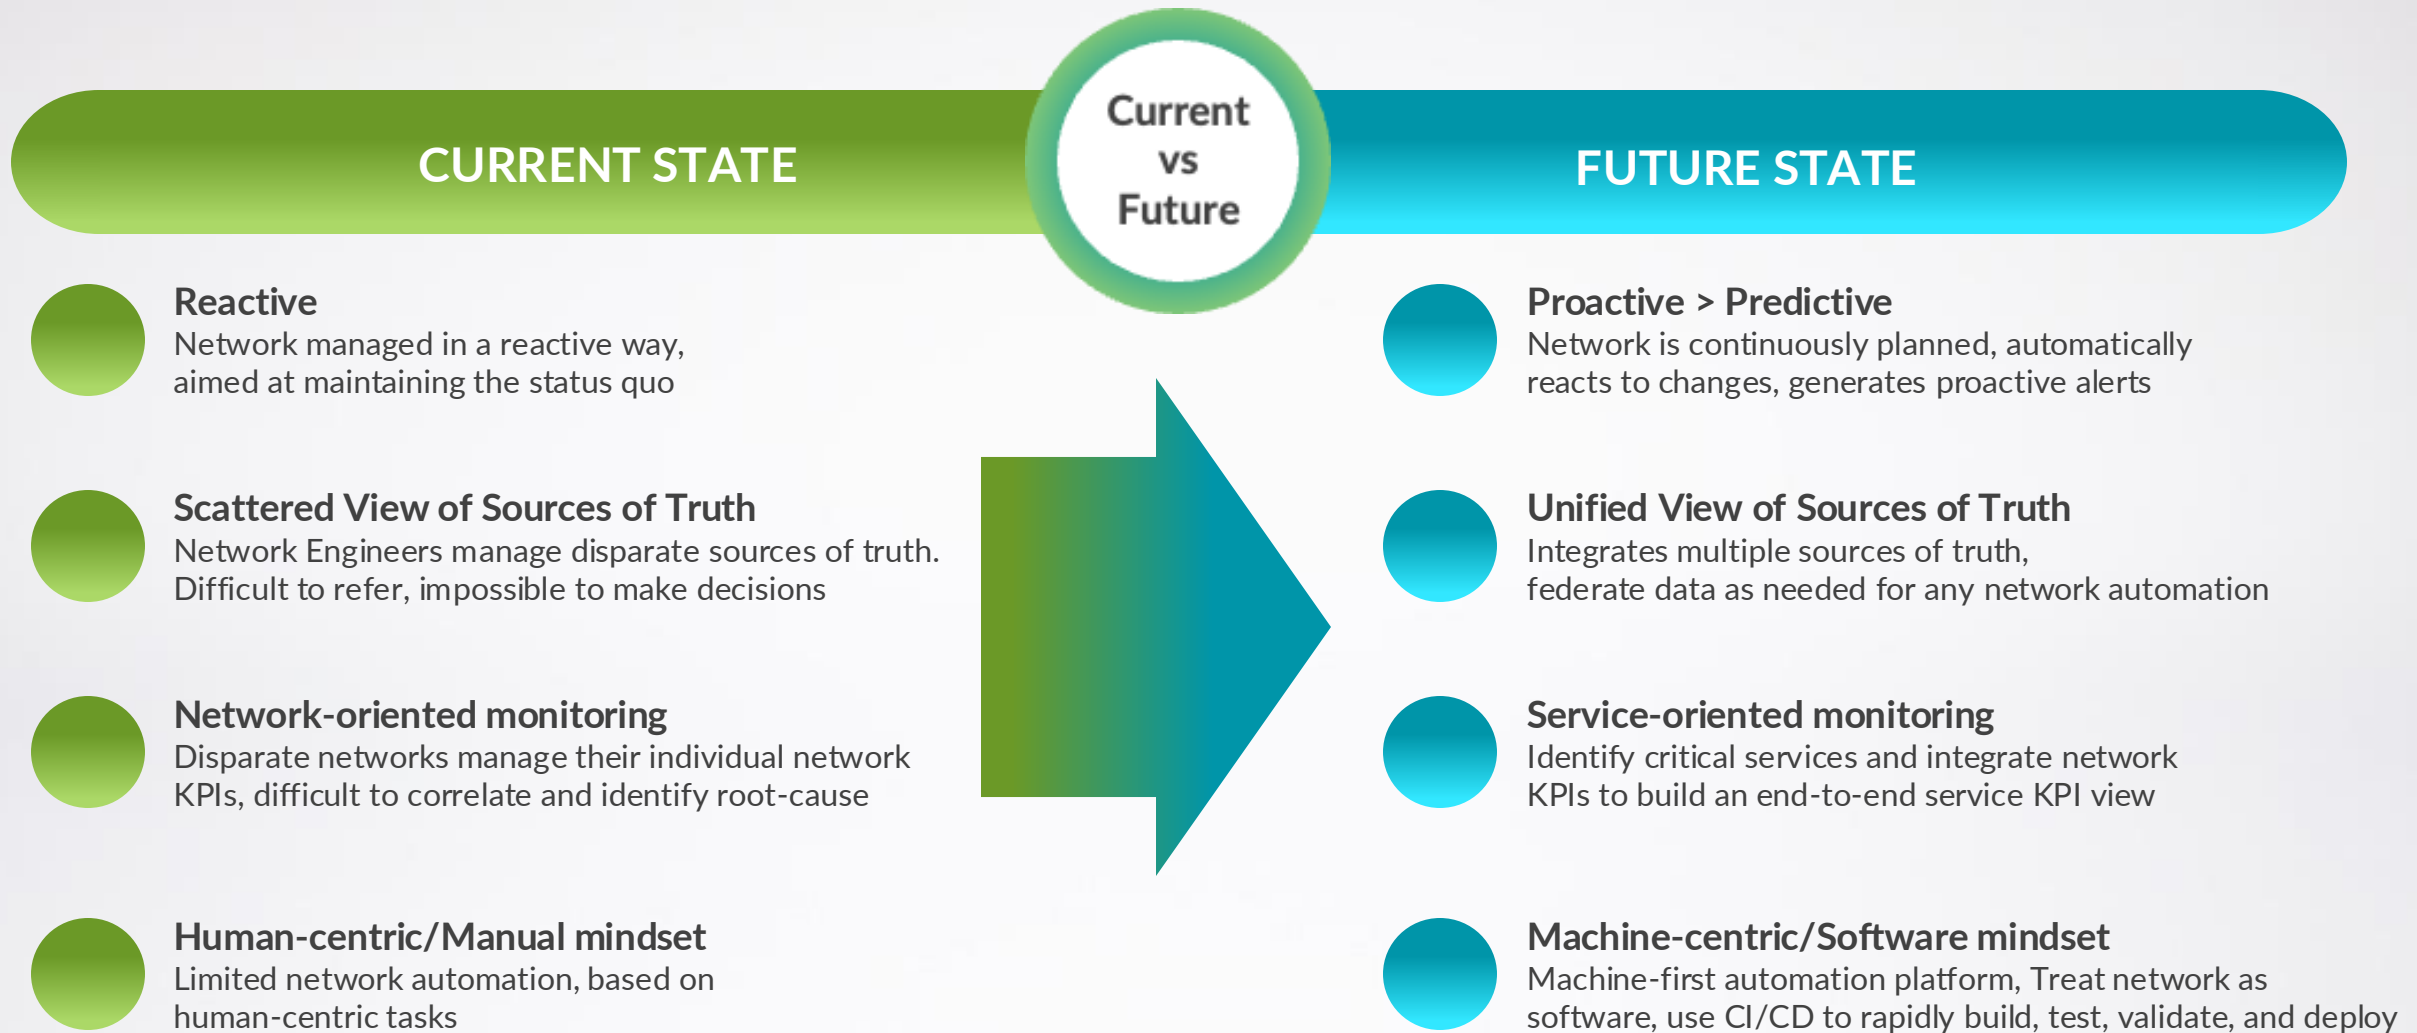 Current
vs
Future
CURRENT STATE
FUTURE STATE
Reactive
Network managed in a reactive way,
aimed at maintaining the status quo
Scattered View of Sources of Truth
Network Engineers manage disparate sources of truth.
Difficult to refer, impossible to make decisions
Network-oriented monitoring
Disparate networks manage their individual network
KPIs, difficult to correlate and identify root-cause
Human-centric/Manual mindset
Limited network automation, based on
human-centric tasks
Proactive > Predictive
Network is continuously planned, automatically
reacts to changes, generates proactive alerts
Unified View of Sources of Truth
Integrates multiple sources of truth,
federate data as needed for any network automation
Service-oriented monitoring
Identify critical services and integrate network
KPIs to build an end-to-end service KPI view
Machine-centric/Software mindset
Machine-first automation platform, Treat network as
software, use CI/CD to rapidly build, test, validate, and deploy